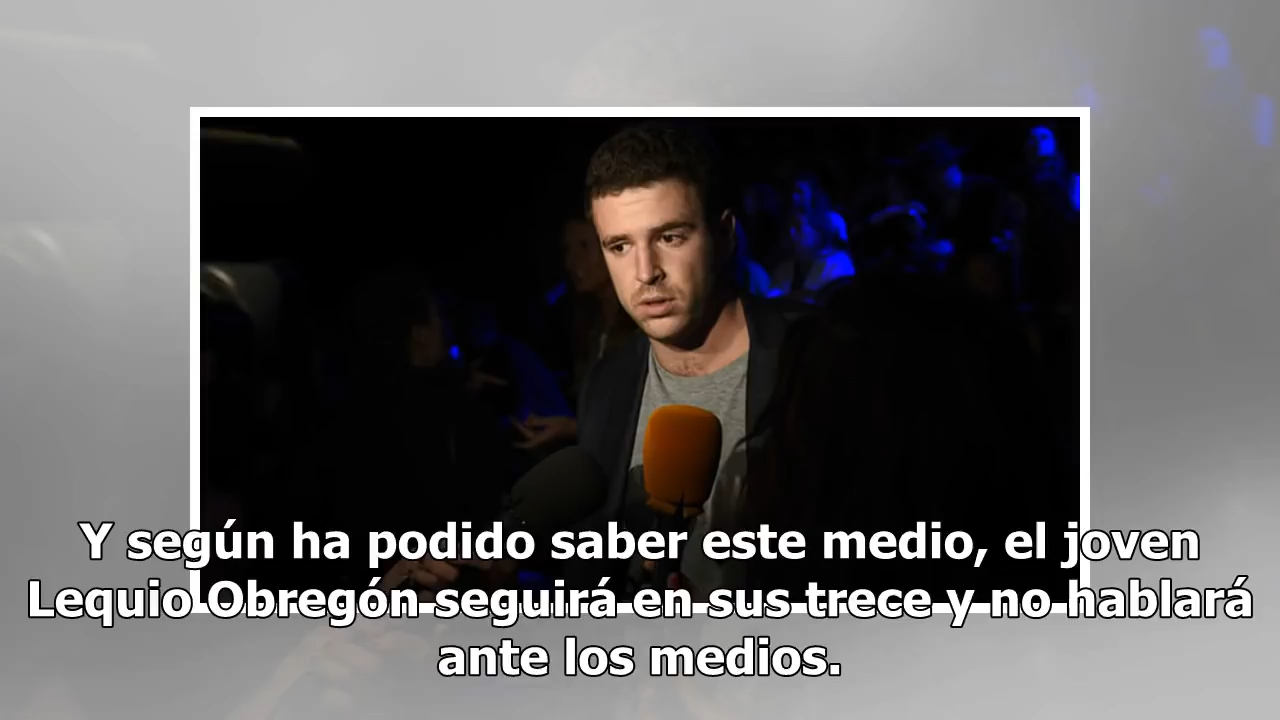 Y según ha podido saber este medio, el joven
Lequio Obregón seguirá en sus trece y no hablará
ante los medios.